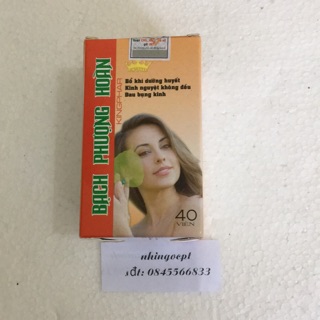 BẠCH PHƯỢNG HOÀN
KINGPHAR
Bổ khí dưỡng huyết
Kinh nguyệt không đều
Đau bụng kinh
40
VIÊN
nhingocpt
sđt: 0845566833